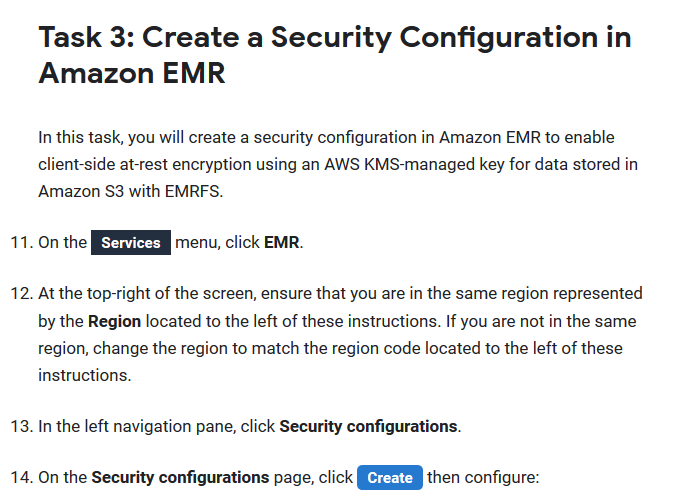 Task 3: Create a Security Configuration in
Amazon EMR
In this task, you will create a security configuration in Amazon EMR to enable
client-side at-rest encryption using an AWS KMS-managed key for data stored in
Amazon S3 with EMRFS.
11. On the Services menu, click EMR.
12. At the top-right of the screen, ensure that you are in the same region represented
by the Region located to the left of these instructions. If you are not in the same
region, change the region to match the region code located to the left of these
instructions.
13. In the left navigation pane, click Security configurations.
14. On the Security configurations page, click Create then configure: